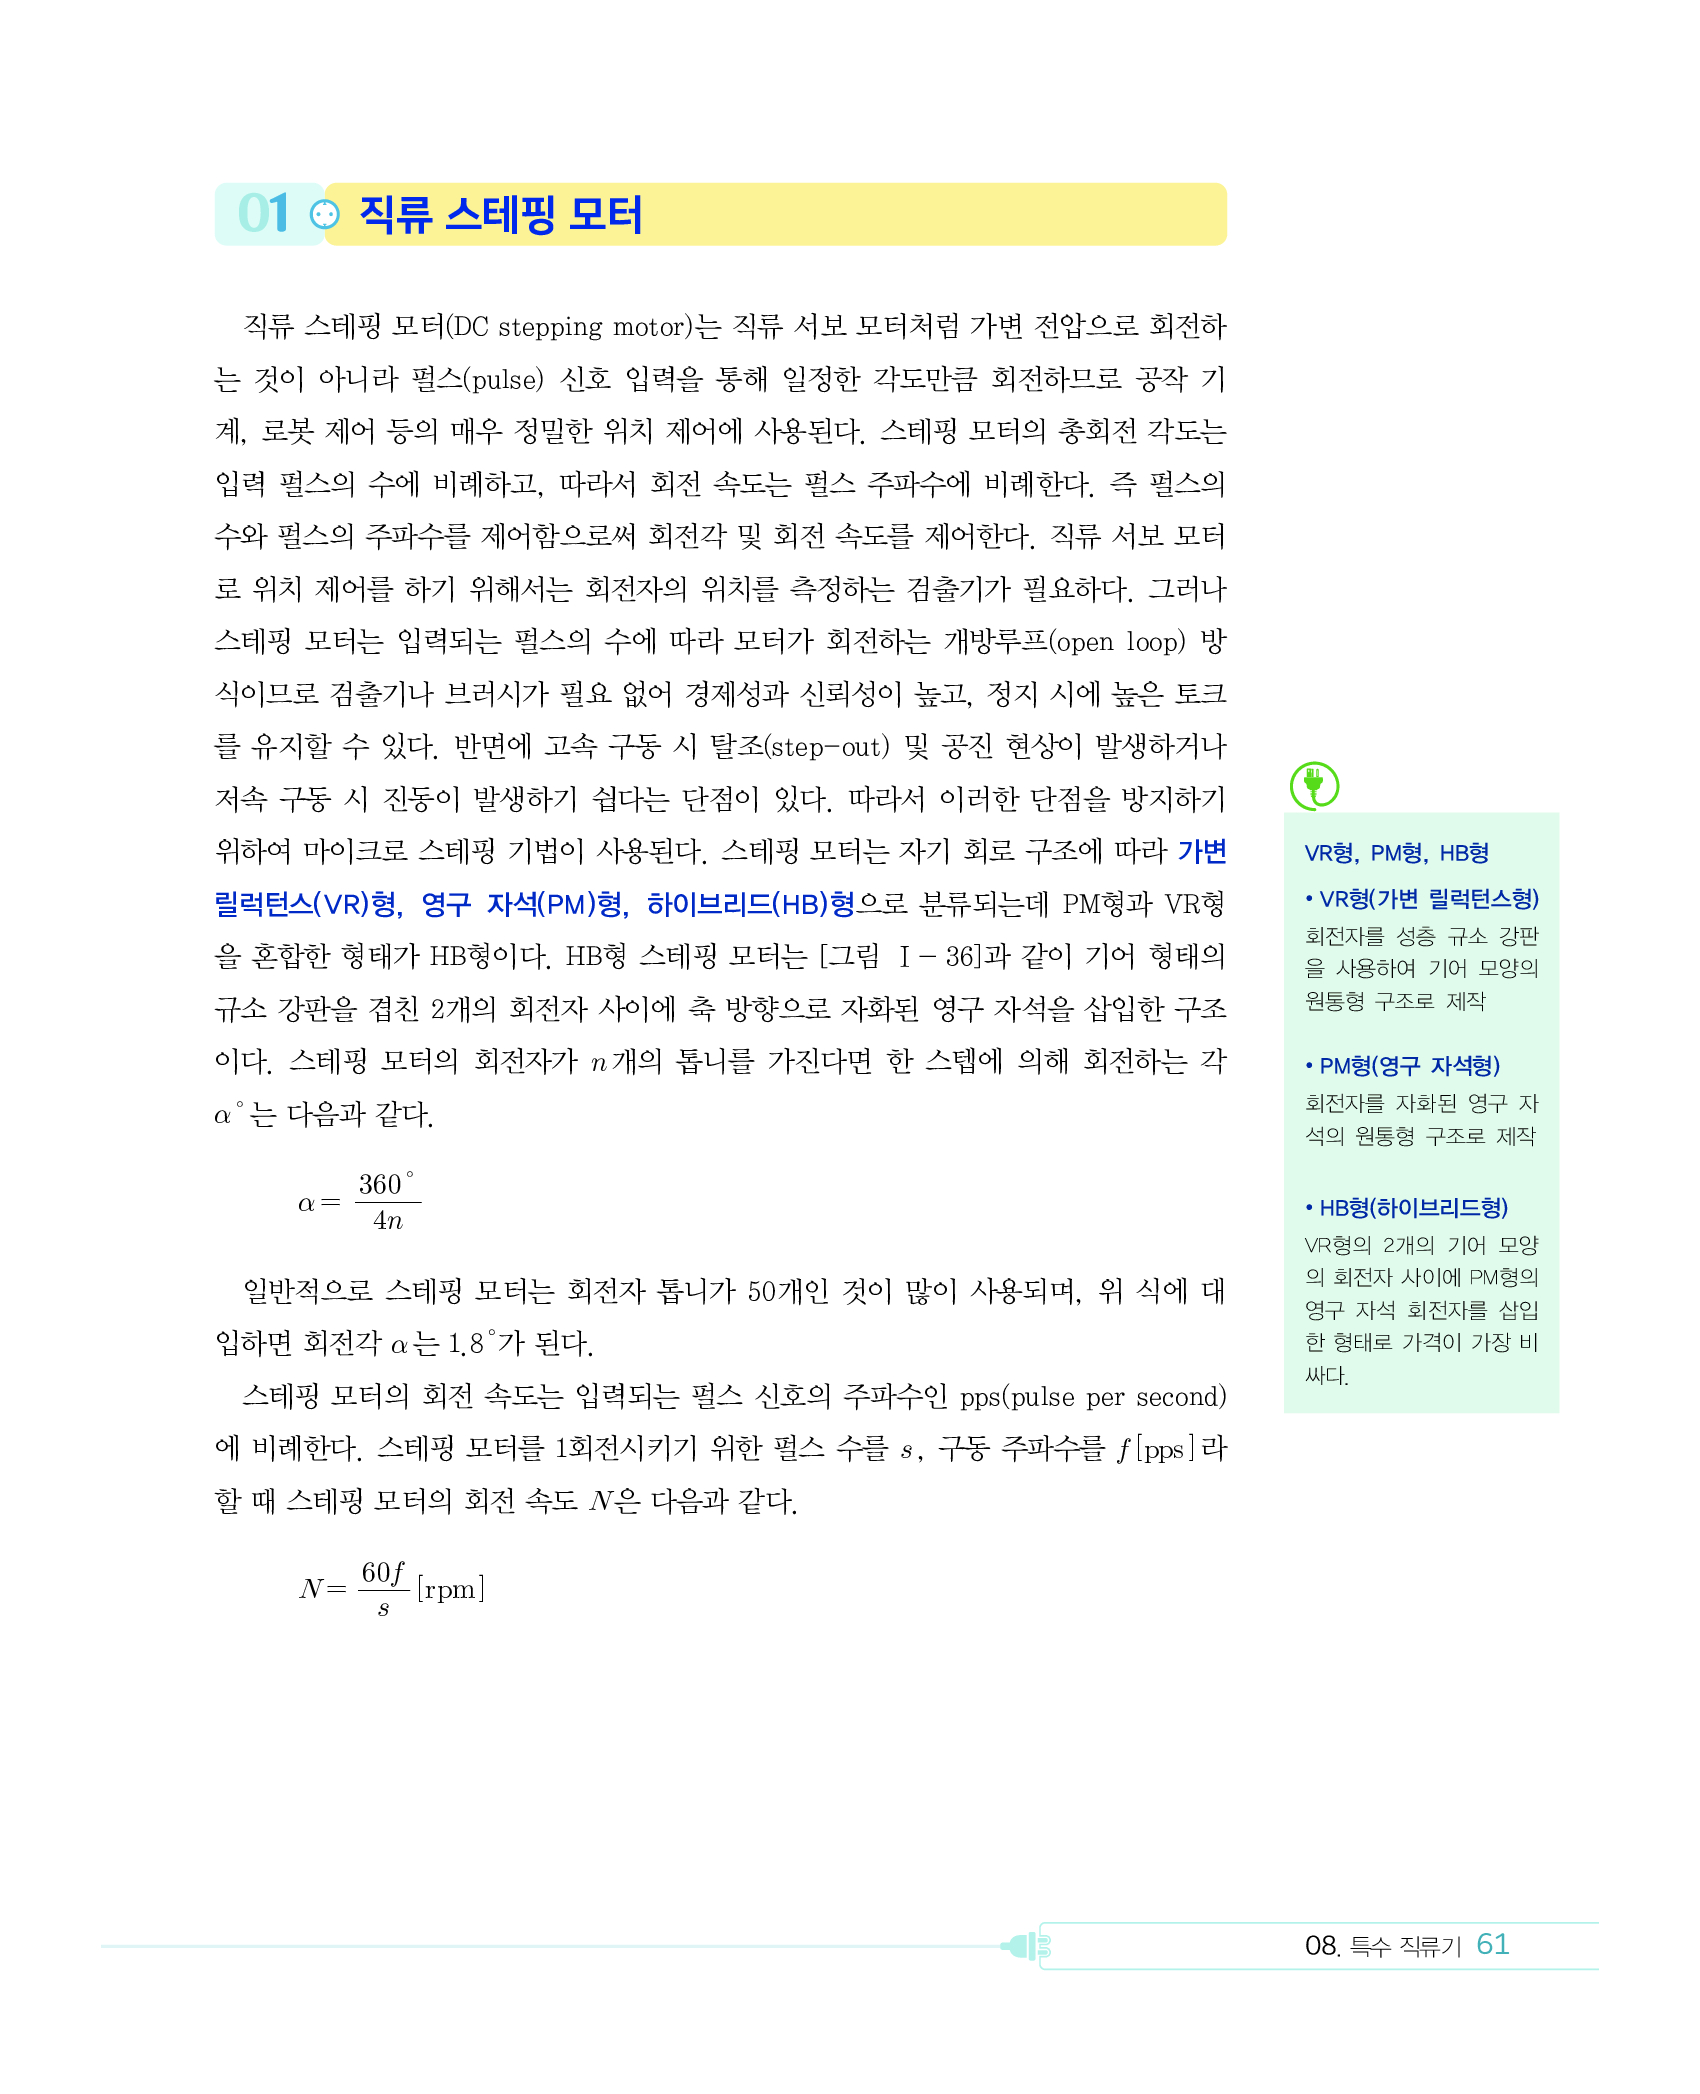 01 직류 스테핑 모터
직류 스테핑 모터(DC stepping motor)는 직류 서보 모터처럼 가변 전압으로 회전하
는 것이 아니라 펄스(pulse) 신호 입력을 통해 일정한 각도만큼 회전하므로 공작 기
계, 로봇 제어 등의 매우 정밀한 위치 제어에 사용된다. 스테핑 모터의 총회전 각도는
입력 펄스의 수에 비례하고, 따라서 회전 속도는 펄스 주파수에 비례한다. 즉 펄스의
수와 펄스의 주파수를 제어함으로써 회전각 및 회전 속도를 제어한다. 직류 서보 모터
로 위치 제어를 하기 위해서는 회전자의 위치를 측정하는 검출기가 필요하다. 그러나
스테핑 모터는 입력되는 펄스의 수에 따라 모터가 회전하는 개방루프(open loop) 방
식이므로 검출기나 브러시가 필요 없어 경제성과 신뢰성이 높고, 정지 시에 높은 토크
를 유지할 수 있다. 반면에 고속 구동 시 탈조(step-out) 및 공진 현상이 발생하거나
저속 구동 시 진동이 발생하기 쉽다는 단점이 있다. 따라서 이러한 단점을 방지하기
위하여 마이크로 스테핑 기법이 사용된다. 스테핑 모터는 자기 회로 구조에 따라 가변
릴럭턴스(VR)형, 영구 자석(PM)형, 하이브리드(HB)형으로 분류되는데 PM형과 VR형
을 혼합한 형태가 HB형이다. HB형 스테핑 모터는 [그림 Ⅰ-36]과 같이 기어 형태의
규소 강판을 겹친 2개의 회전자 사이에 축 방향으로 자화된 영구 자석을 삽입한 구조
이다. 스테핑 모터의 회전자가 n개의 톱니를 가진다면 한 스텝에 의해 회전하는 각
α°는 다음과 같다.
α = 360° / 4n
일반적으로 스테핑 모터는 회전자 톱니가 50개인 것이 많이 사용되며, 위 식에 대
입하면 회전각 α는 1.8°가 된다.
스테핑 모터의 회전 속도는 입력되는 펄스 신호의 주파수인 pps(pulse per second)
에 비례한다. 스테핑 모터를 1회전시키기 위한 펄스 수를 s, 구동 주파수를 f[pps]라
할 때 스테핑 모터의 회전 속도 N은 다음과 같다.
N = 60f / s [rpm]
VR형, PM형, HB형
• VR형(가변 릴럭턴스형)
회전자를 성층 규소 강판
을 사용하여 기어 모양의
원통형 구조로 제작
• PM형(영구 자석형)
회전자를 자화된 영구 자
석의 원통형 구조로 제작
• HB형(하이브리드형)
VR형의 2개의 기어 모양
의 회전자 사이에 PM형의
영구 자석 회전자를 삽입
한 형태로 가격이 가장 비
싸다.
08. 특수 직류기 61